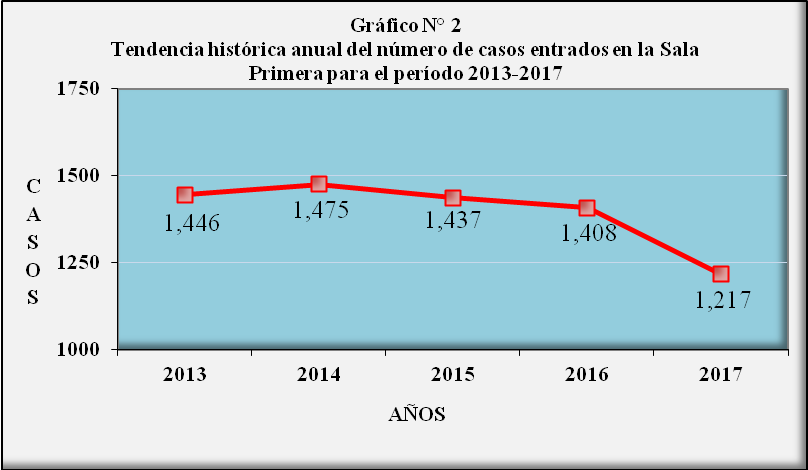 Gráfico N° 2
Tendencia histórica anual del número de casos entrados en la Sala
Primera para el período 2013-2017
1750
1500
1250
1000
CASOS
1,446
1,475
1,437
1,408
1,217
2013
2014
2015
2016
2017
AÑOS